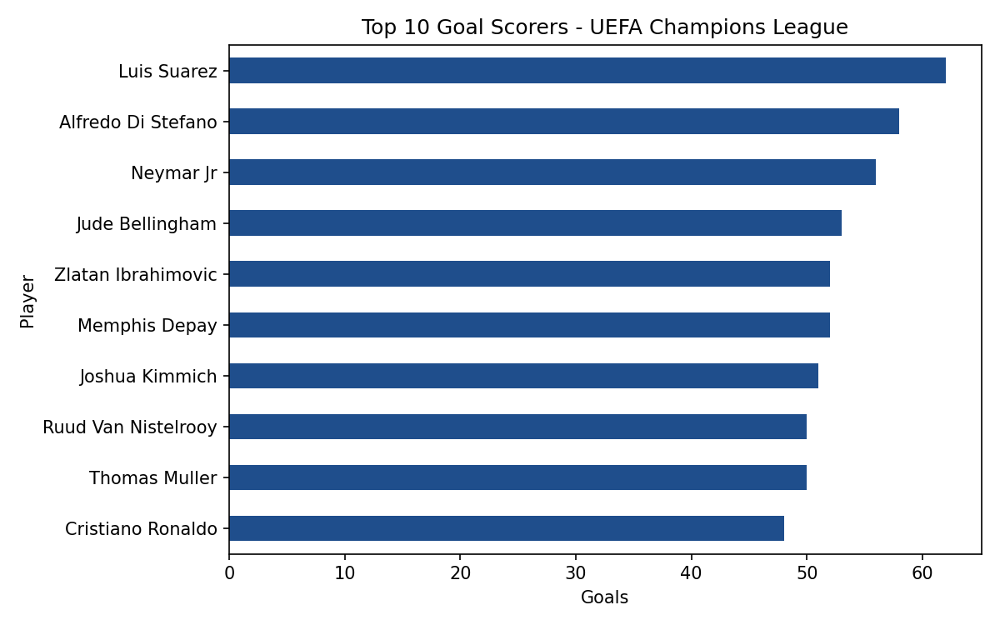 Top 10 Goal Scorers - UEFA Champions League
Luis Suarez
Alfredo Di Stefano
Neymar Jr
Jude Bellingham
Zlatan Ibrahimovic
Memphis Depay
Joshua Kimmich
Ruud Van Nistelrooy
Thomas Muller
Cristiano Ronaldo
Player
0 10 20 30 40 50 60
Goals